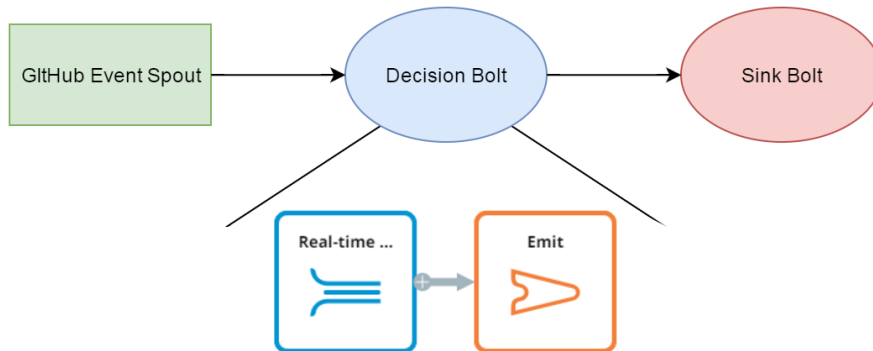 GItHub Event Spout
Decision Bolt
Sink Bolt
Real-time ...
Emit